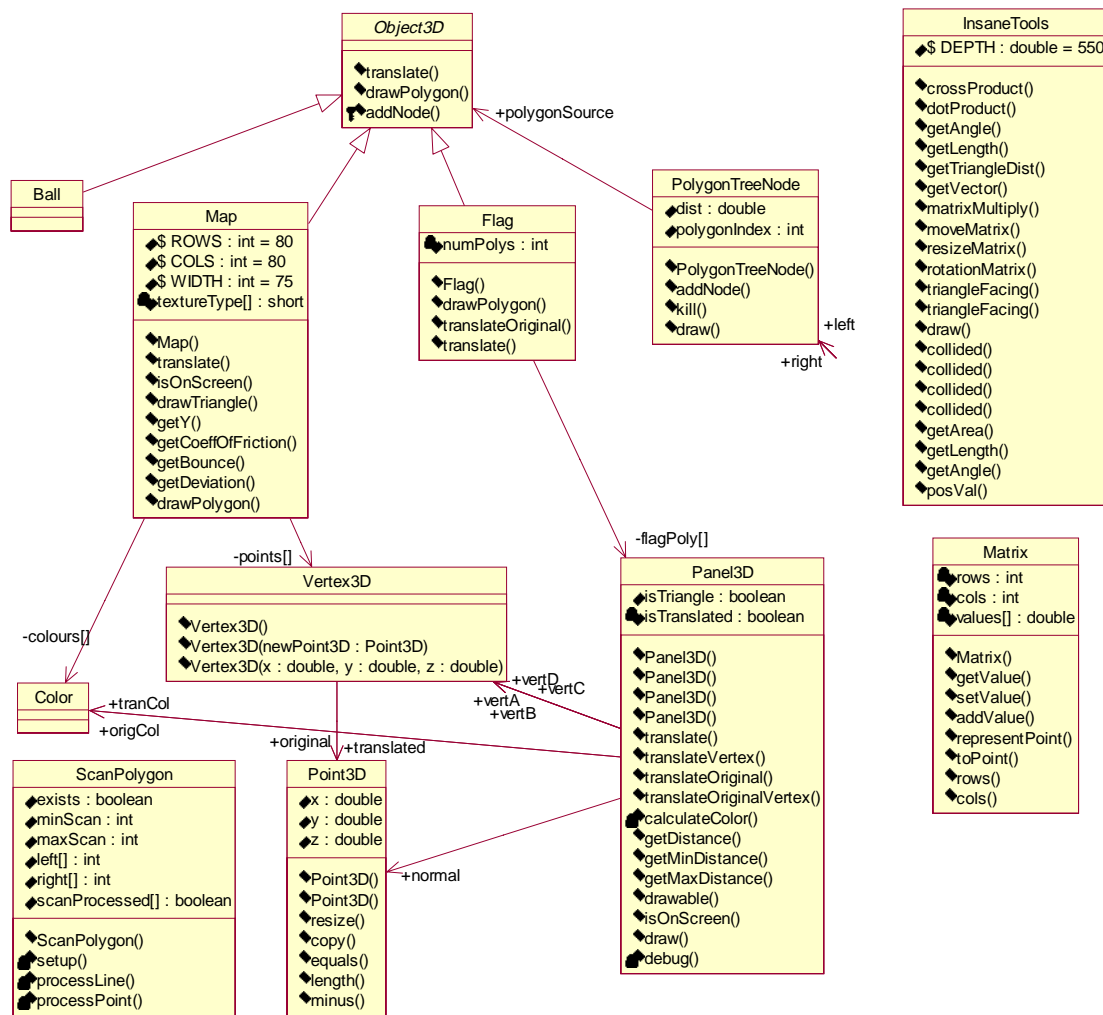 Object3D
translate()
drawPolygon()
addNode()
+polygonSource
InsaneTools
$ DEPTH : double = 550
crossProduct()
dotProduct()
getAngle()
getLength()
getTriangleDist()
getVector()
matrixMultiply()
moveMatrix()
resizeMatrix()
rotationMatrix()
triangleFacing()
triangleFacing()
draw()
collided()
collided()
collided()
collided()
getArea()
getLength()
getAngle()
posVal()
Ball
Map
$ ROWS : int = 80
$ COLS : int = 80
$ WIDTH : int = 75
textureType[] : short
Map()
translate()
isOnScreen()
drawTriangle()
getY()
getCoeffOfFriction()
getBounce()
getDeviation()
drawPolygon()
Flag
numPolys : int
Flag()
drawPolygon()
translateOriginal()
translate()
PolygonTreeNode
dist : double
polygonIndex : int
PolygonTreeNode()
addNode()
kill()
draw()
+left
+right
-points[]
-flagPoly[]
-colours[]
Vertex3D
Vertex3D()
Vertex3D(newPoint3D : Point3D)
Vertex3D(x : double, y : double, z : double)
+vertD
+vertC
+vertA
+vertB
Panel3D
isTriangle : boolean
isTranslated : boolean
Panel3D()
Panel3D()
Panel3D()
Panel3D()
translate()
translateVertex()
translateOriginal()
translateOriginalVertex()
calculateColor()
getDistance()
getMinDistance()
getMaxDistance()
drawable()
isOnScreen()
draw()
debug()
Matrix
rows : int
cols : int
values[] : double
Matrix()
getValue()
setValue()
addValue()
representPoint()
toPoint()
rows()
cols()
Color
+tranCol
+origCol
+original
+translated
+normal
ScanPolygon
exists : boolean
minScan : int
maxScan : int
left[] : int
right[] : int
scanProcessed[] : boolean
ScanPolygon()
setup()
processLine()
processPoint()
Point3D
x : double
y : double
z : double
Point3D()
Point3D()
resize()
copy()
equals()
length()
minus()